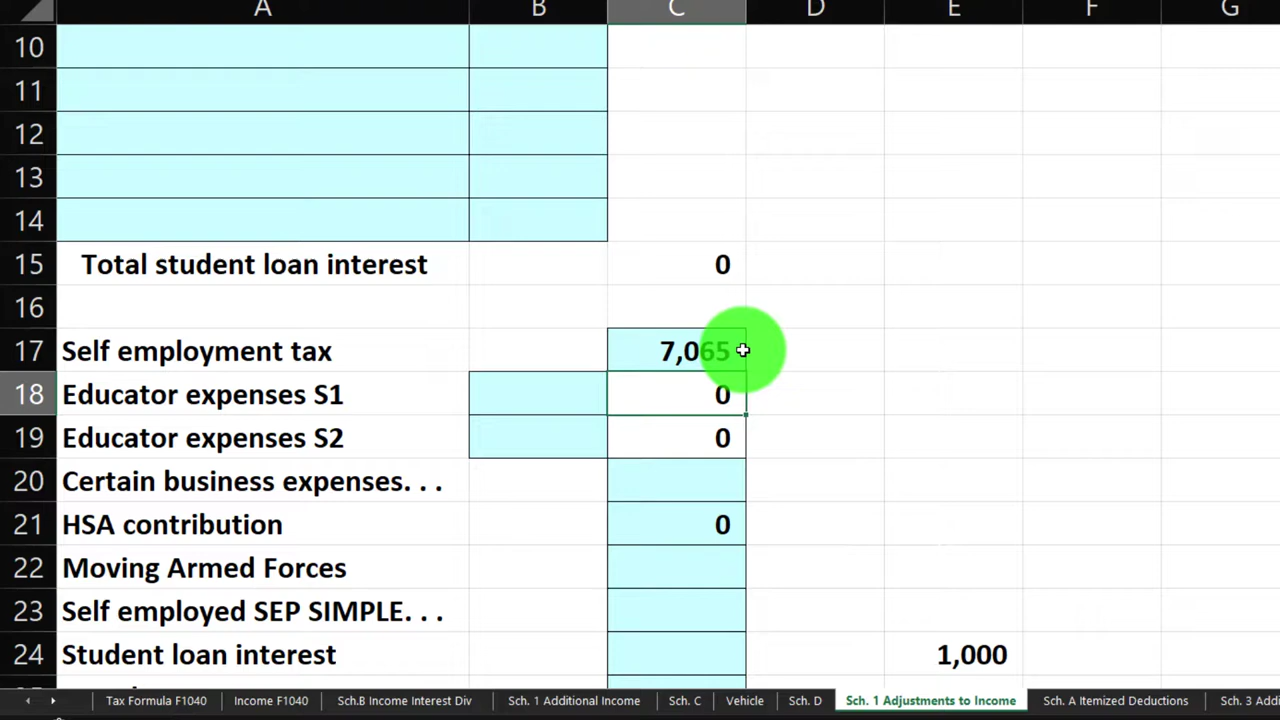 A B C D E F G
10
11
12
13
14
15 Total student loan interest 0
16
17 Self employment tax 7,065
18 Educator expenses S1 0
19 Educator expenses S2 0
20 Certain business expenses. . .
21 HSA contribution 0
22 Moving Armed Forces
23 Self employed SEP SIMPLE. . .
24 Student loan interest 1,000
Tax Formula F1040 Income F1040 Sch.B Income Interest Div Sch. 1 Additional Income Sch. C Vehicle Sch. D Sch. 1 Adjustments to Income Sch. A Itemized Deductions Sch. 3 Addi